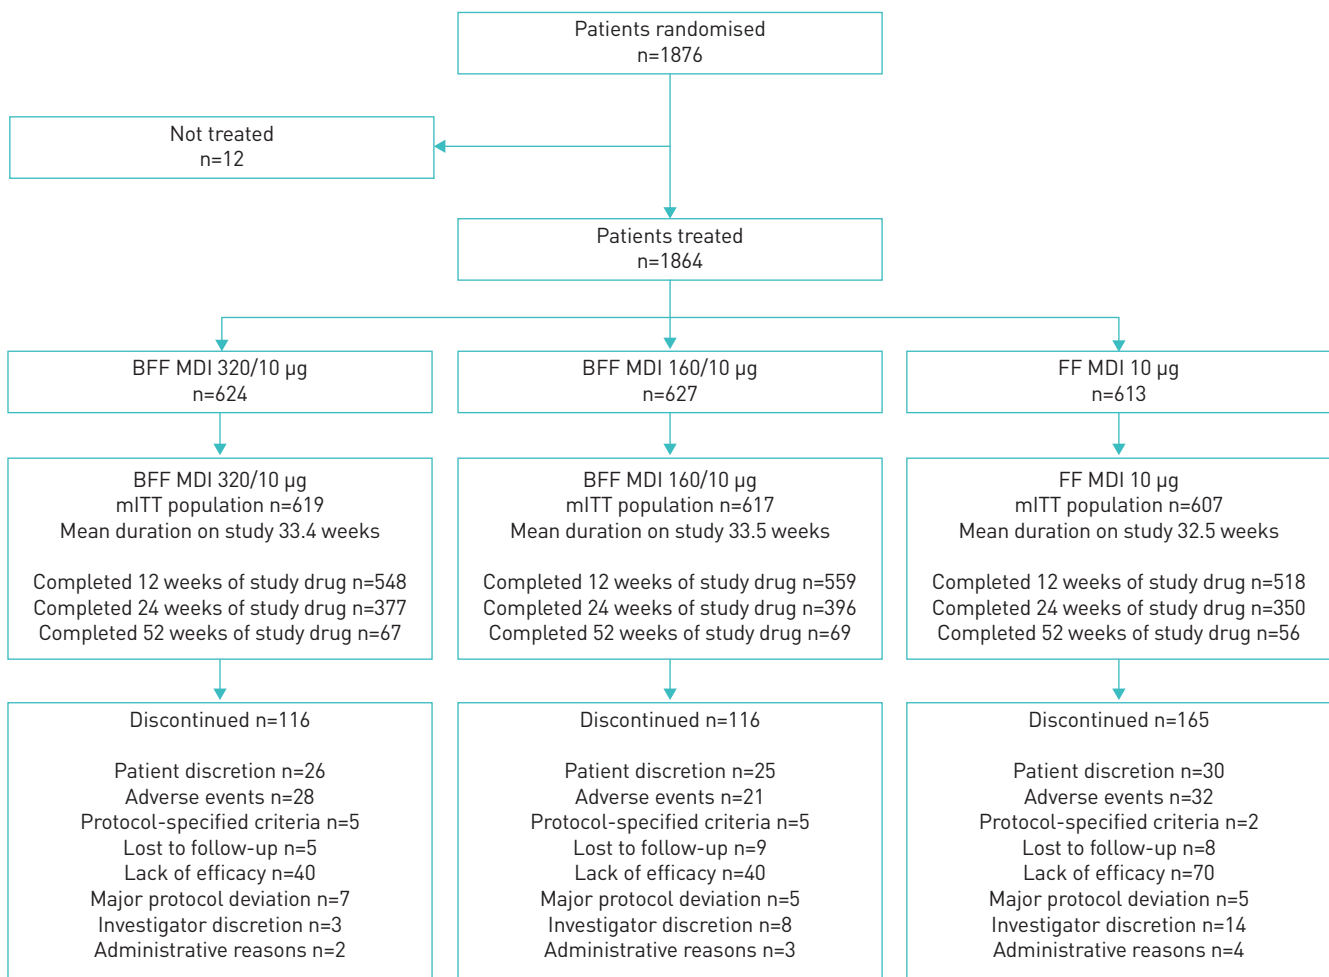 Patients randomised
n=1876
Not treated
n=12
Patients treated
n=1864
BFF MDI 320/10 µg
n=624
BFF MDI 160/10 µg
n=627
FF MDI 10 µg
n=613
BFF MDI 320/10 µg
mITT population n=619
Mean duration on study 33.4 weeks
Completed 12 weeks of study drug n=548
Completed 24 weeks of study drug n=377
Completed 52 weeks of study drug n=67
BFF MDI 160/10 µg
mITT population n=617
Mean duration on study 33.5 weeks
Completed 12 weeks of study drug n=559
Completed 24 weeks of study drug n=396
Completed 52 weeks of study drug n=69
FF MDI 10 µg
mITT population n=607
Mean duration on study 32.5 weeks
Completed 12 weeks of study drug n=518
Completed 24 weeks of study drug n=350
Completed 52 weeks of study drug n=56
Discontinued n=116
Patient discretion n=26
Adverse events n=28
Protocol-specified criteria n=5
Lost to follow-up n=5
Lack of efficacy n=40
Major protocol deviation n=7
Investigator discretion n=3
Administrative reasons n=2
Discontinued n=116
Patient discretion n=25
Adverse events n=21
Protocol-specified criteria n=5
Lost to follow-up n=9
Lack of efficacy n=40
Major protocol deviation n=5
Investigator discretion n=8
Administrative reasons n=3
Discontinued n=165
Patient discretion n=30
Adverse events n=32
Protocol-specified criteria n=2
Lost to follow-up n=8
Lack of efficacy n=70
Major protocol deviation n=5
Investigator discretion n=14
Administrative reasons n=4